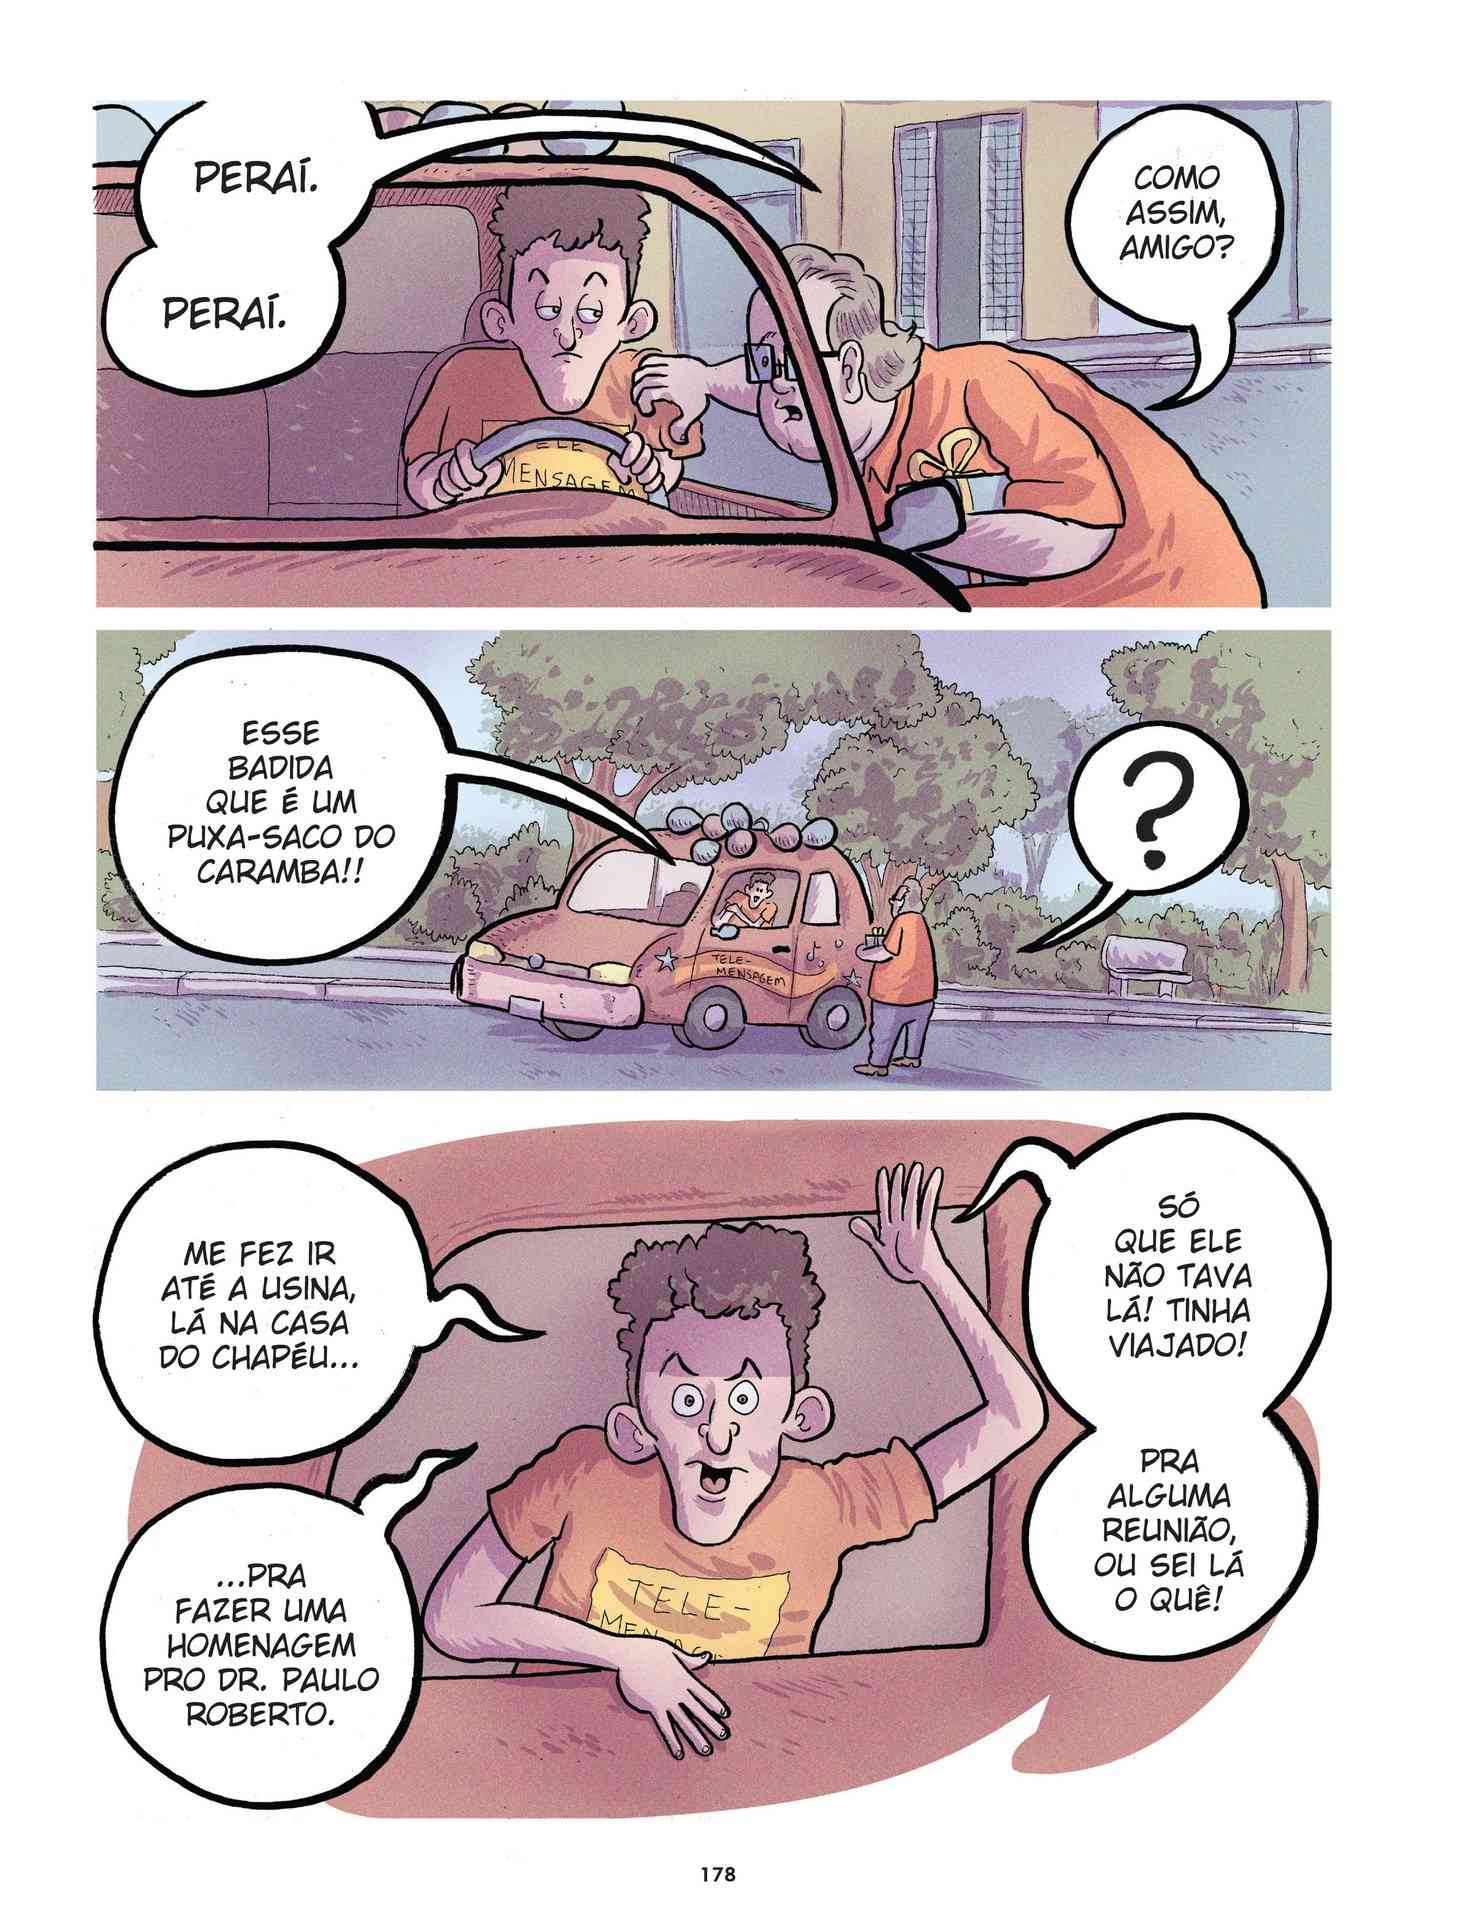 PERAÍ.
PERAÍ.
COMO
ASSIM,
AMIGO?
TELE
MENSAGEM
ESSE
BADIDA
QUE É UM
PUXA-SACO DO
CARAMBA!!
?
TELE-
MENSAGEM
ME FEZ IR
ATÉ A USINA,
LÁ NA CASA
DO CHAPÉU...
...PRA
FAZER UMA
HOMENAGEM
PRO DR. PAULO
ROBERTO.
SÓ
QUE ELE
NÃO TAVA
LÁ! TINHA
VIAJADO!
PRA
ALGUMA
REUNIÃO,
OU SEI LÁ
O QUÊ!
TELE-
MENSAGE
178